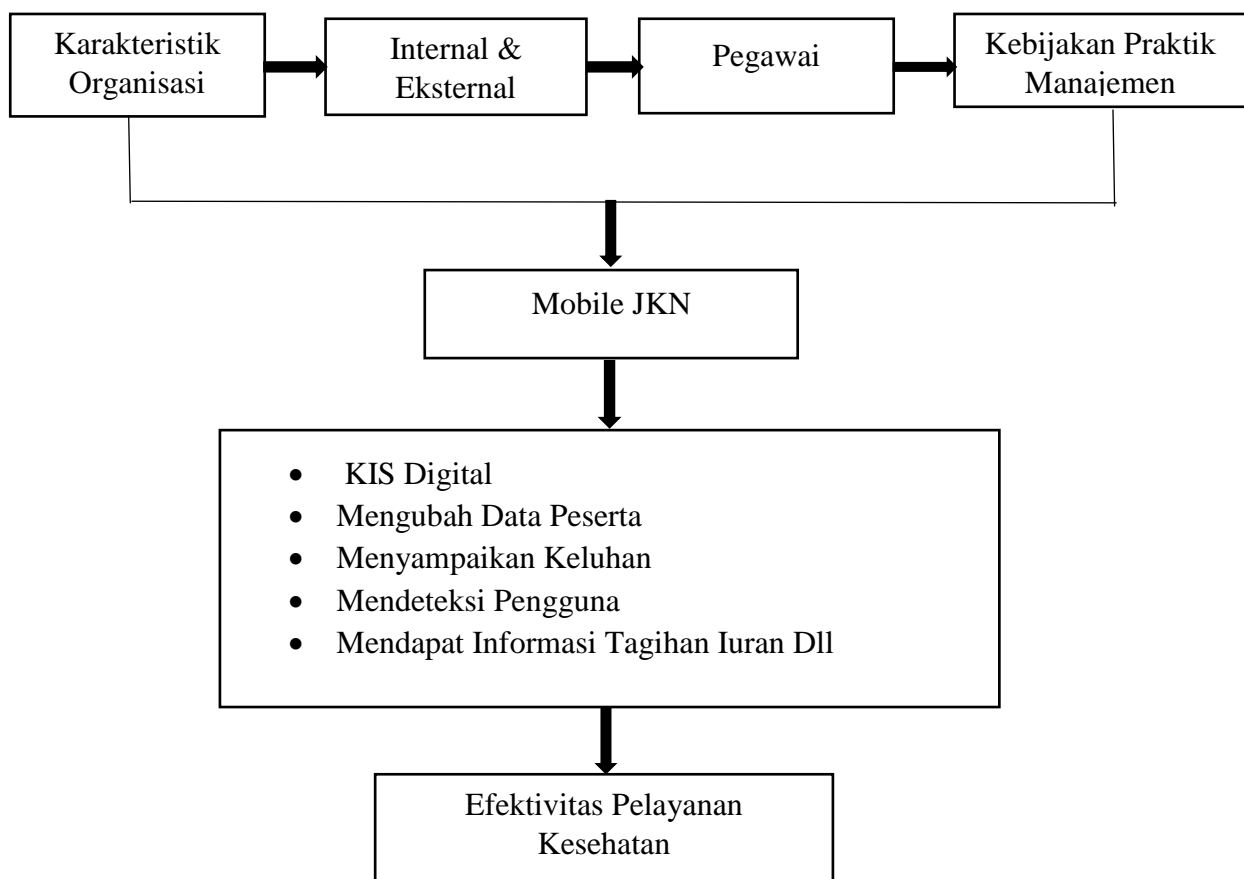 Karakteristik
Organisasi
Internal &
Eksternal
Pegawai
Kebijakan Praktik
Manajemen
Mobile JKN
• KIS Digital
• Mengubah Data Peserta
• Menyampaikan Keluhan
• Mendeteksi Pengguna
• Mendapat Informasi Tagihan Iuran Dll
Efektivitas Pelayanan
Kesehatan